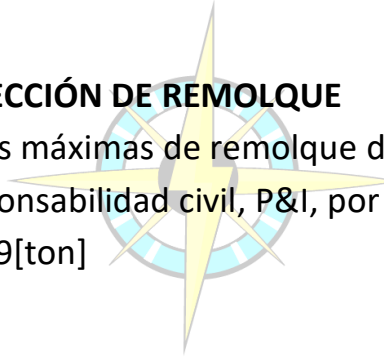 ECCIÓN DE REMOLQUE
s máximas de remolque d
onsabilidad civil, P&I, por
9[ton]